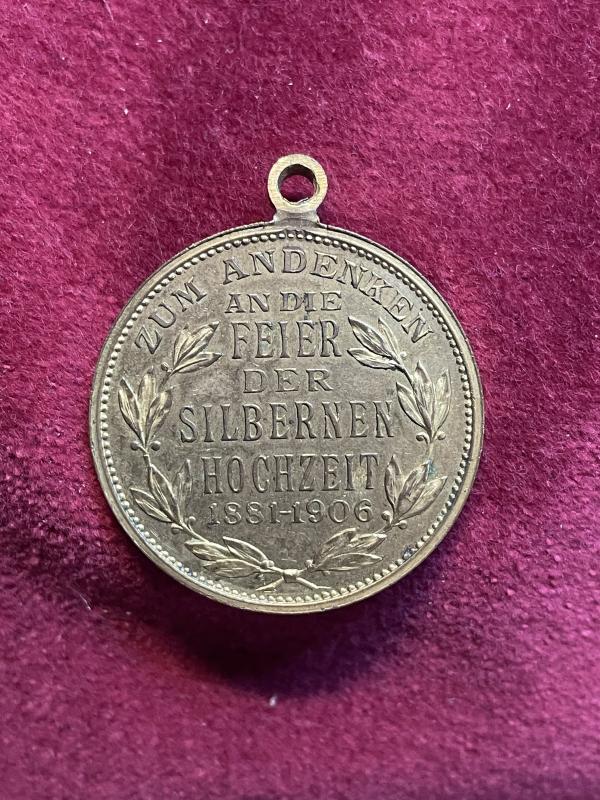 ZUM ANDENKEN
AN DIE
FEIER
DER
SILBERNEN
HOCHZEIT
1881-1906